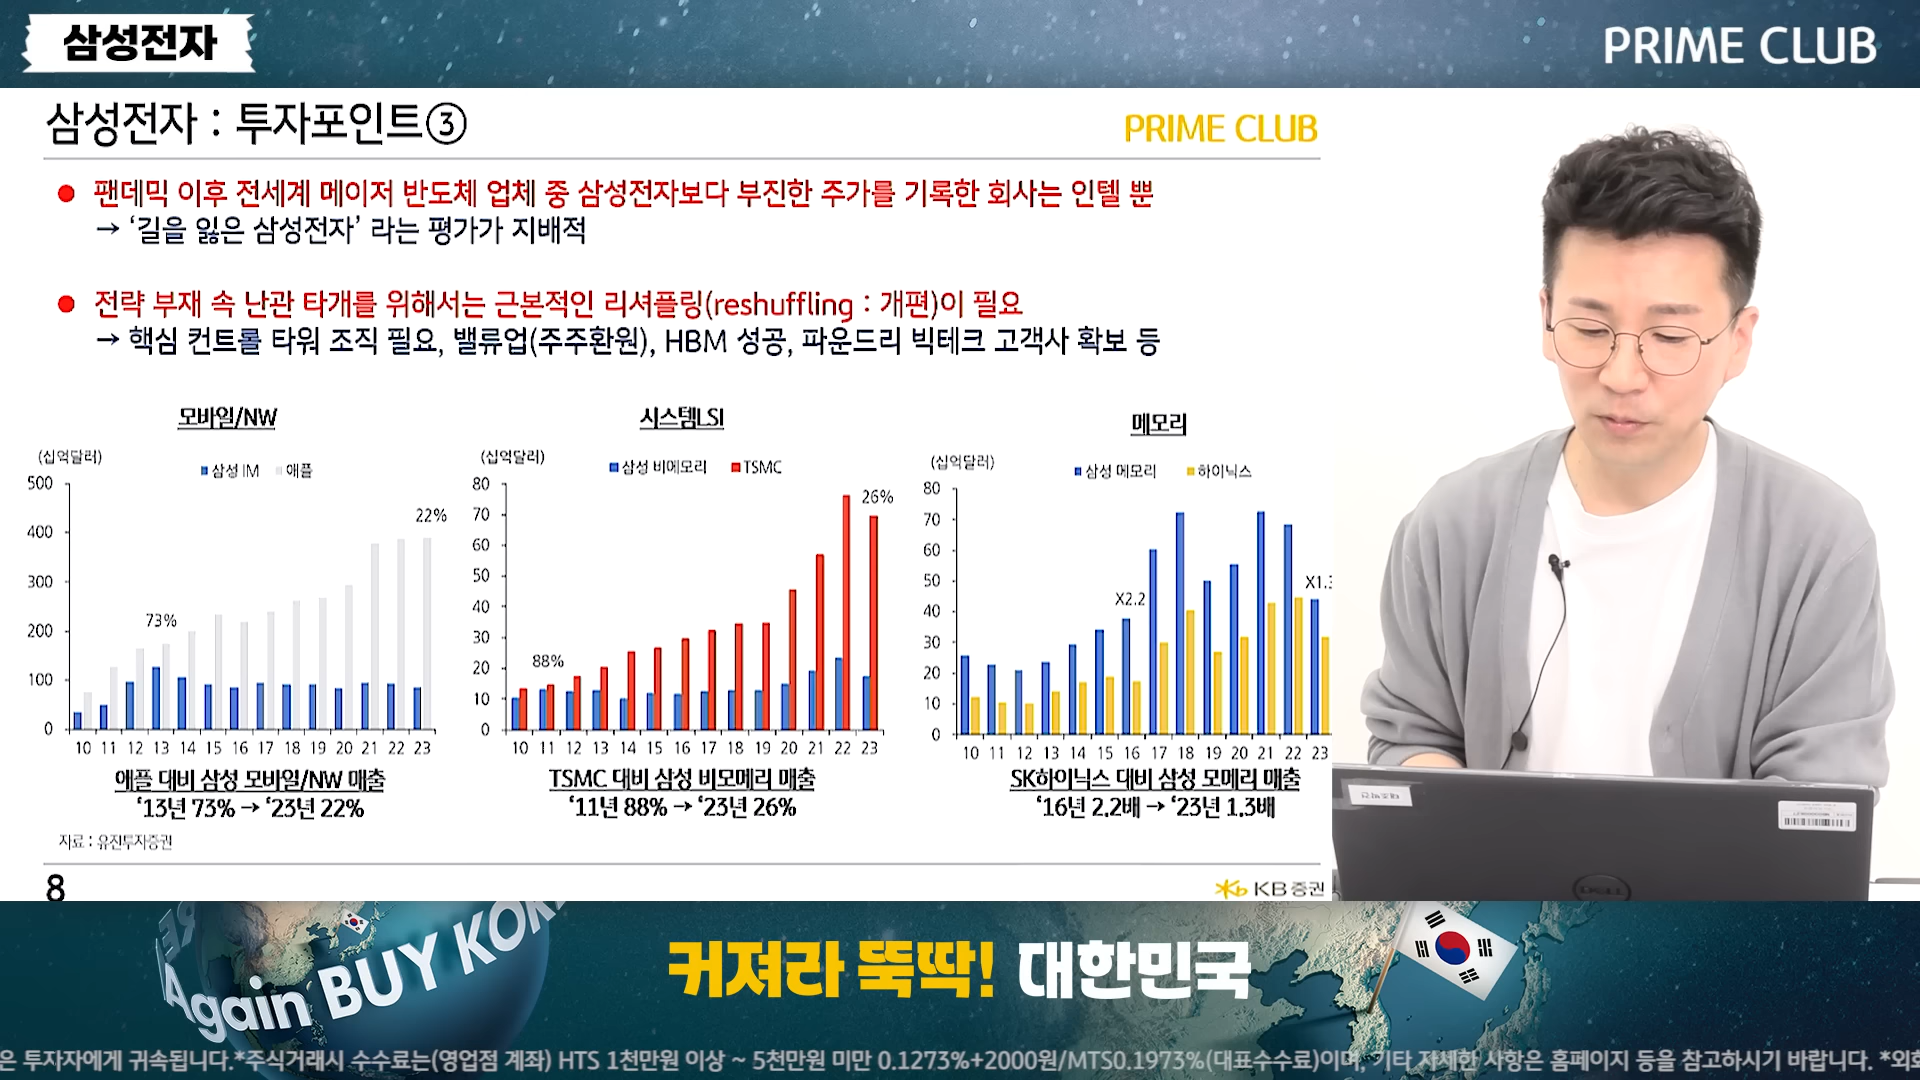 삼성전자
PRIME CLUB
삼성전자 : 투자포인트③
PRIME CLUB
● 팬데믹 이후 전세계 메이저 반도체 업체 중 삼성전자보다 부진한 주가를 기록한 회사는 인텔 뿐
→ ‘길을 잃은 삼성전자’ 라는 평가가 지배적
● 전략 부재 속 난관 타개를 위해서는 근본적인 리셔플링(reshuffling : 개편)이 필요
→ 핵심 컨트롤 타워 조직 필요, 밸류업(주주환원), HBM 성공, 파운드리 빅테크 고객사 확보 등
모바일/NW
(십억달러)
삼성 IM 애플
500
400
300
200
100
0
73%
22%
10 11 12 13 14 15 16 17 18 19 20 21 22 23
애플 대비 삼성 모바일/NW 매출
‘13년 73% → ‘23년 22%
시스템LSI
(십억달러)
삼성 비메모리 TSMC
80
70
60
50
40
30
20
10
0
88%
26%
10 11 12 13 14 15 16 17 18 19 20 21 22 23
TSMC 대비 삼성 비모메리 매출
‘11년 88% → ‘23년 26%
메모리
(십억달러)
삼성 메모리 하이닉스
80
70
60
50
40
30
20
10
0
X2.2
X1.3
10 11 12 13 14 15 16 17 18 19 20 21 22 23
SK하이닉스 대비 삼성 모메리 매출
‘16년 2.2배 → ‘23년 1.3배
자료 : 유진투자증권
8
KB증권
DELL
Again BUY KOR
커져라 뚝딱! 대한민국
은 투자자에게 귀속됩니다.*주식거래시 수수료는(영업점 계좌) HTS 1천만원 이상 ~ 5천만원 미만 0.1273%+2000원/MTS0.1973%(대표수수료)이며, 기타 자세한 사항은 홈페이지 등을 참고하시기 바랍니다. *외화